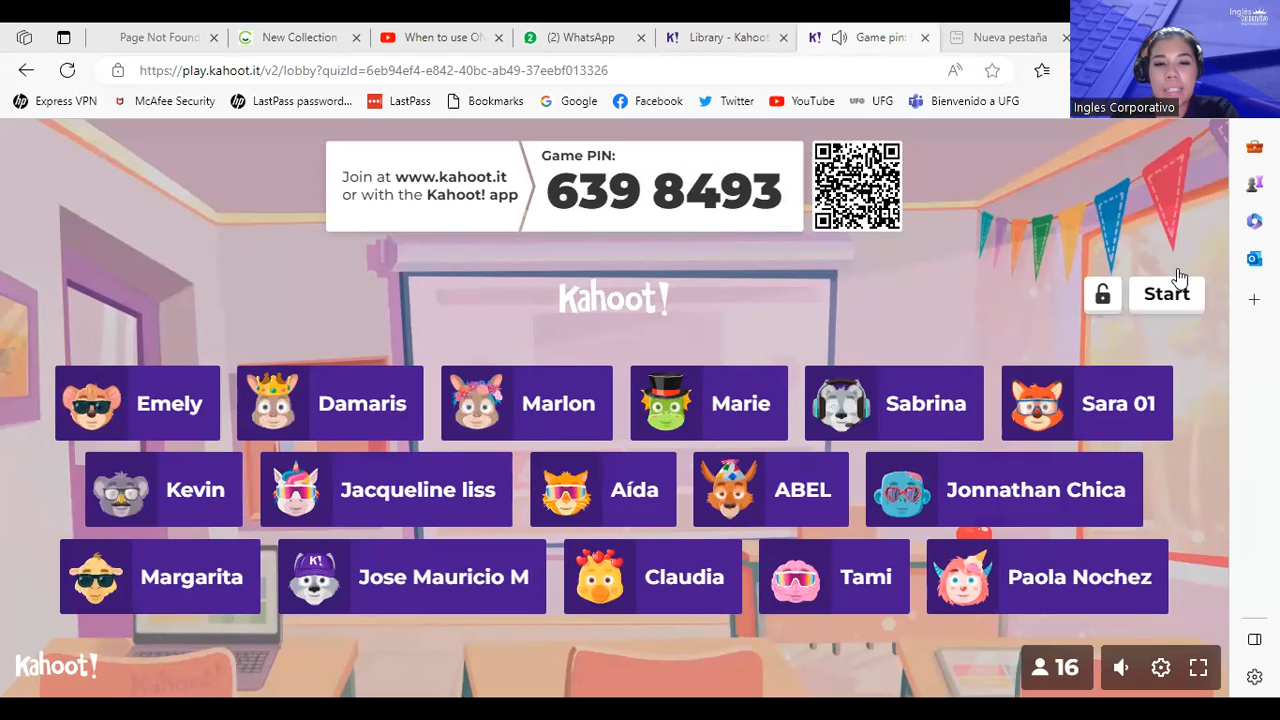 Page Not Found
New Collection -
When to use ON
(2) WhatsApp
Library - Kahoot
Game pin:
Nueva pestaña
Ingles
CORPORATIVO
https://play.kahoot.it/v2/lobby?quizId=6eb94ef4-e842-40bc-ab49-37eebf013326
Express VPN
McAfee Security
LastPass password...
LastPass
Bookmarks
Google
Facebook
Twitter
YouTube
UFG
Bienvenido a UFG
Ingles Corporativo
Join at www.kahoot.it
or with the Kahoot! app
Game PIN:
639 8493
Kahoot!
Start
Emely
Damaris
Marlon
Marie
Sabrina
Sara 01
Kevin
Jacqueline liss
Aída
ABEL
Jonnathan Chica
Margarita
K!
Jose Mauricio M
Claudia
Tami
Paola Nochez
Kahoot!
16